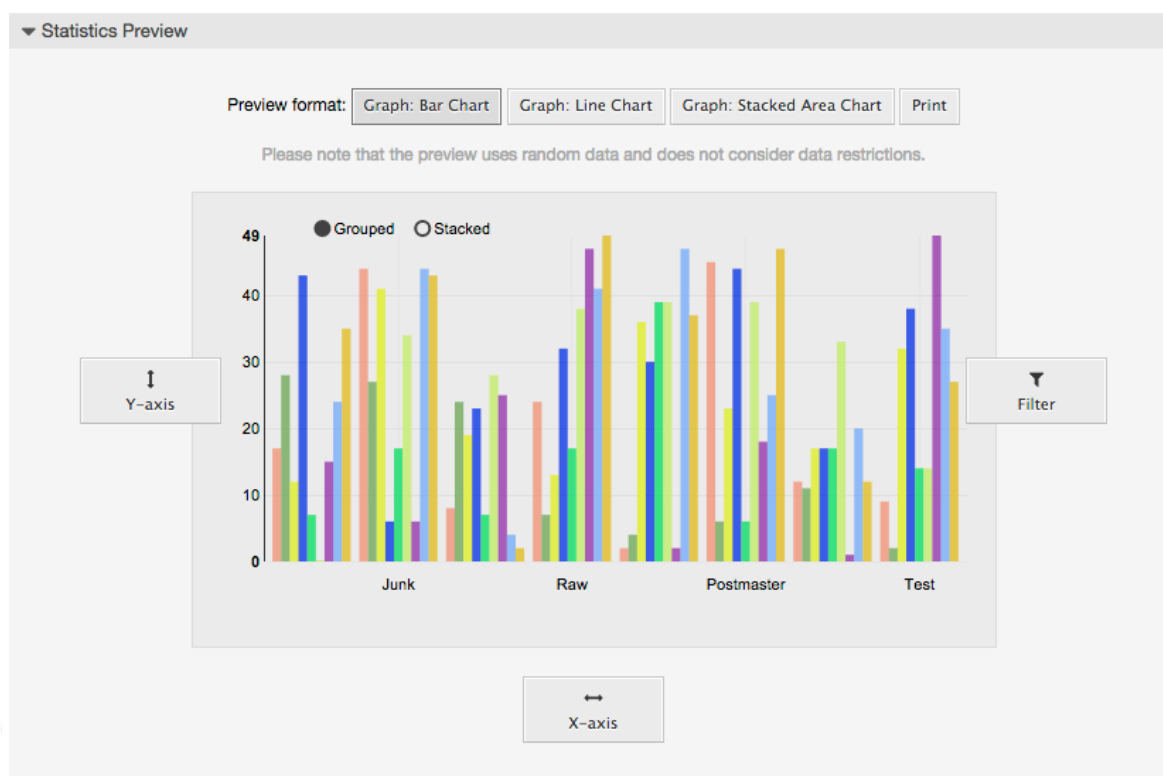 Statistics Preview
Preview format: Graph: Bar Chart Graph: Line Chart Graph: Stacked Area Chart Print
Please note that the preview uses random data and does not consider data restrictions.
Grouped Stacked
49
40
30
20
10
0
Y-axis
Filter
Junk Raw Postmaster Test
X-axis